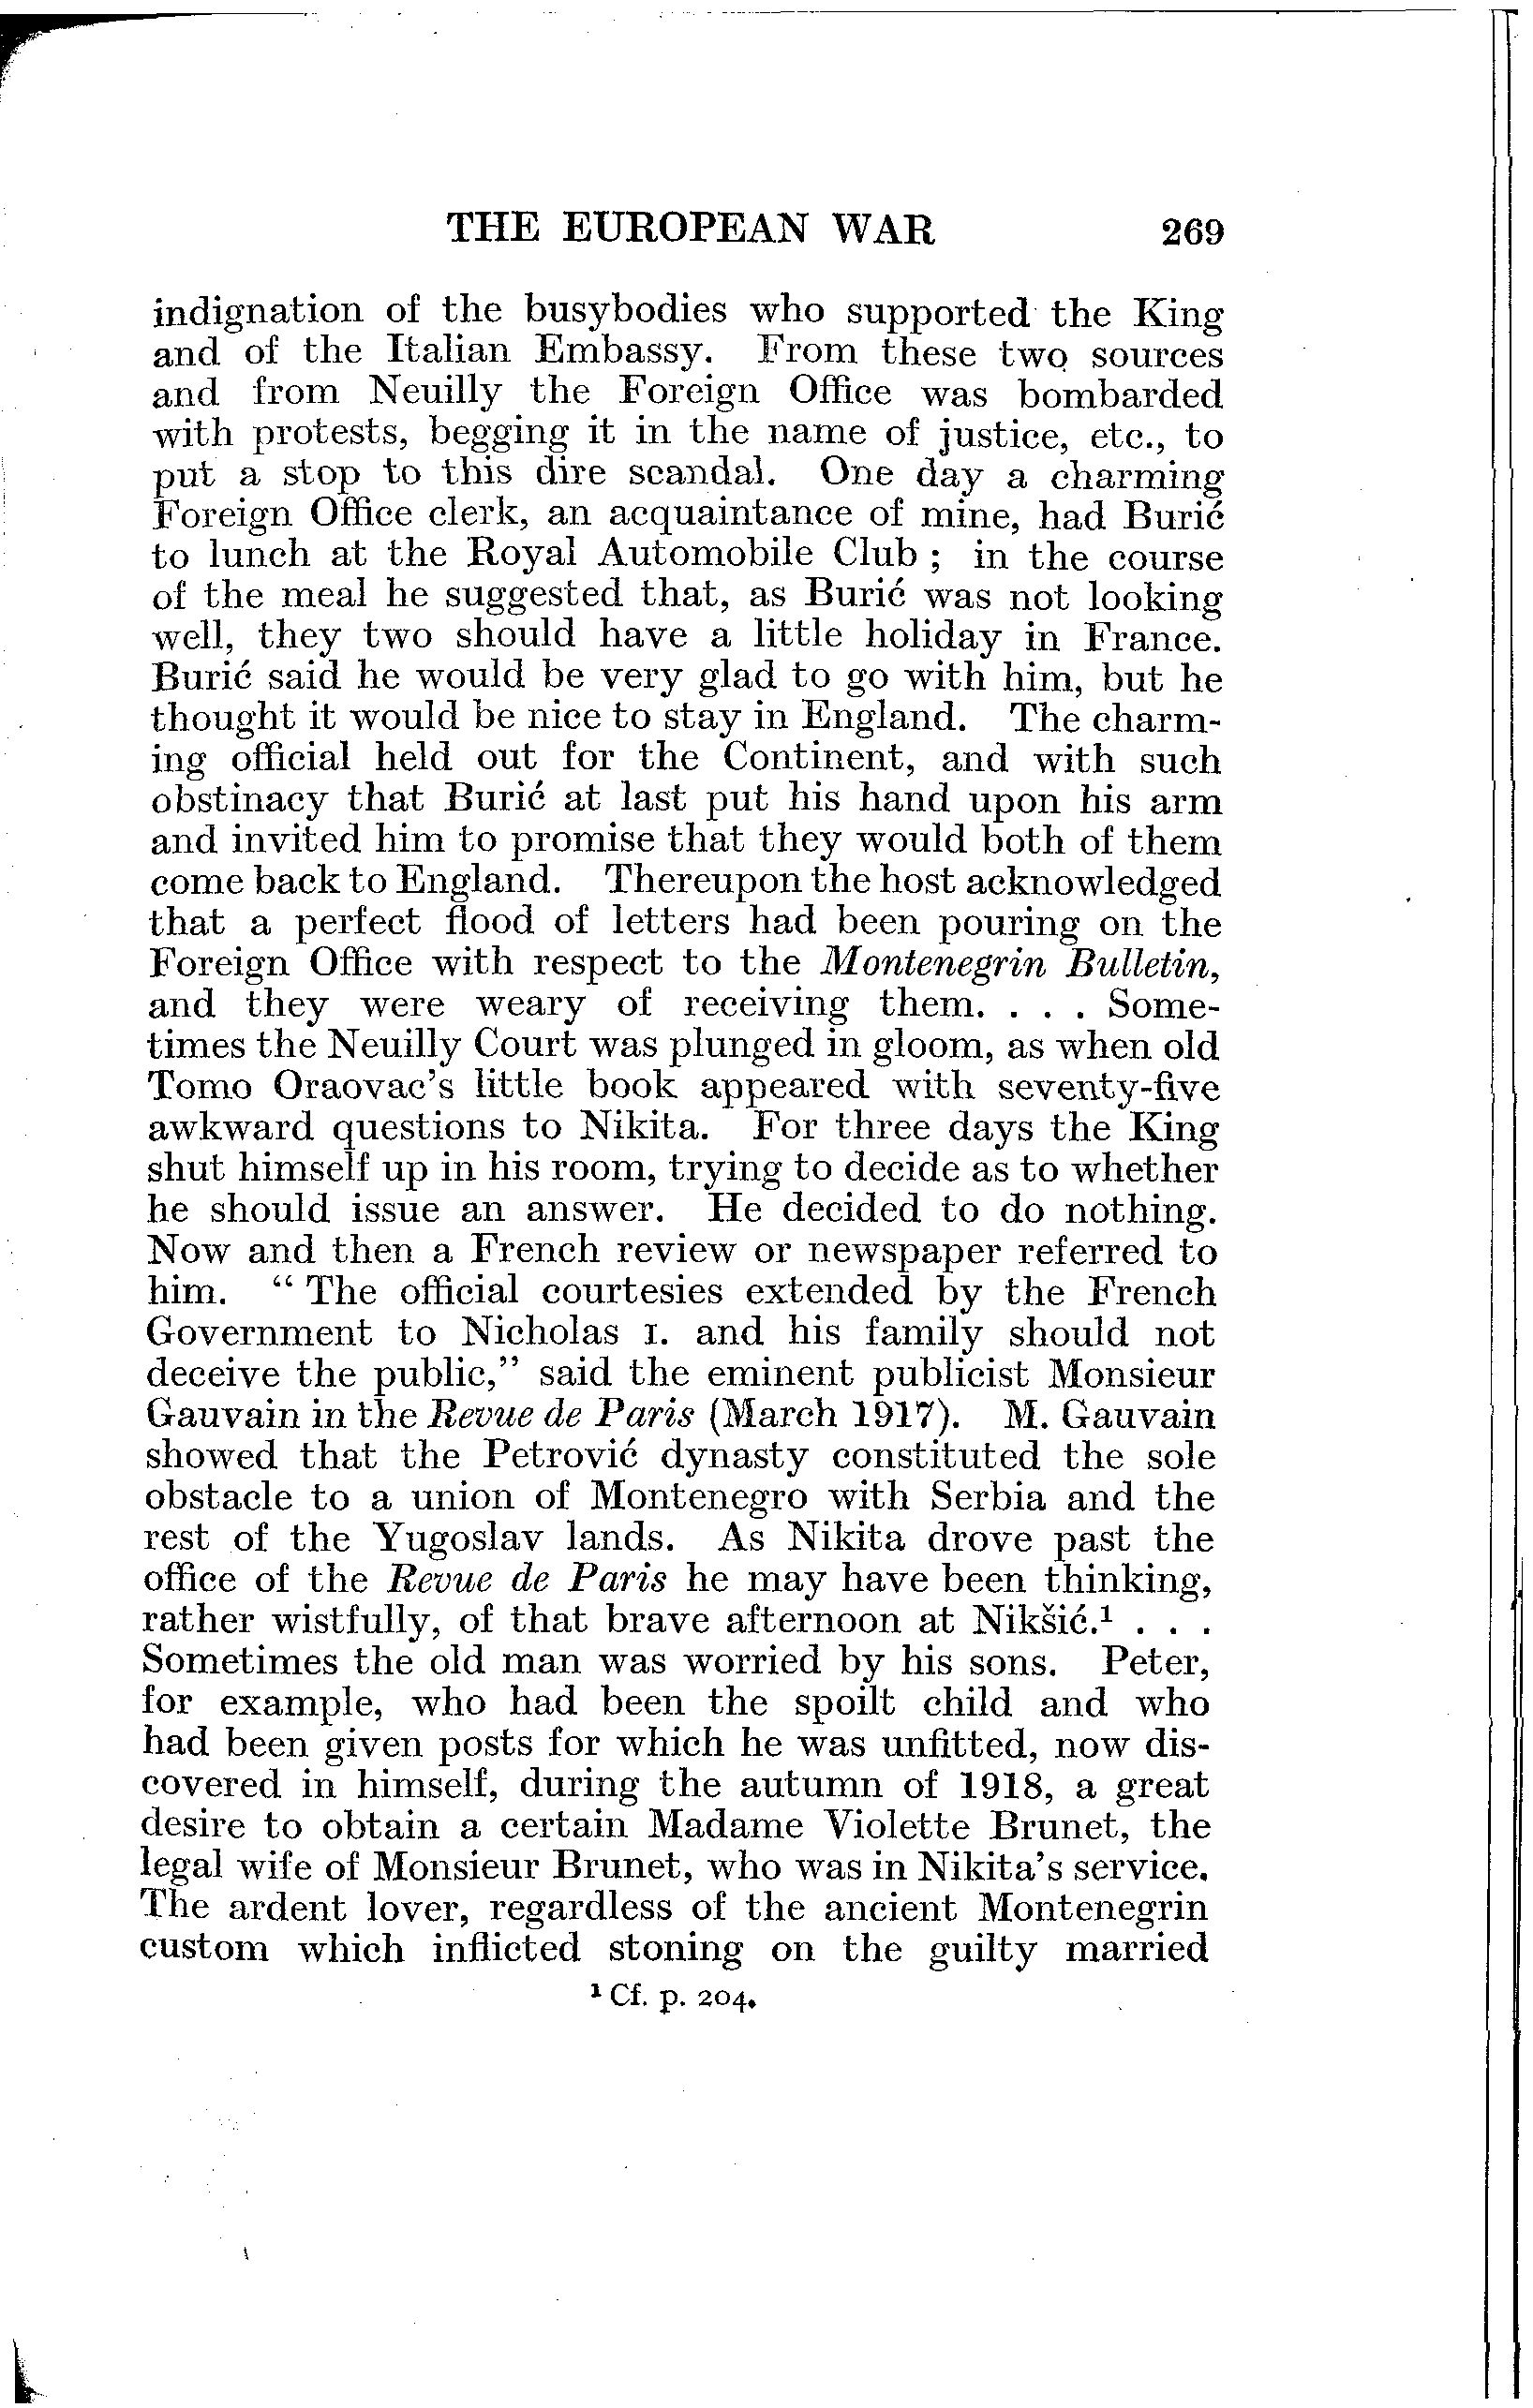 THE EUROPEAN WAR 269
indignation of the busybodies who supported the King
and of the Italian Embassy. From these two sources
and from Neuilly the Foreign Office was bombarded
with protests, begging it in the name of justice, etc., to
put a stop to this dire scandal. One day a charming
Foreign Office clerk, an acquaintance of mine, had Burić
to lunch at the Royal Automobile Club ; in the course
of the meal he suggested that, as Burić was not looking
well, they two should have a little holiday in France.
Burić said he would be very glad to go with him, but he
thought it would be nice to stay in England. The charm-
ing official held out for the Continent, and with such
obstinacy that Burić at last put his hand upon his arm
and invited him to promise that they would both of them
come back to England. Thereupon the host acknowledged
that a perfect flood of letters had been pouring on the
Foreign Office with respect to the Montenegrin Bulletin,
and they were weary of receiving them. . . . Some-
times the Neuilly Court was plunged in gloom, as when old
Tomo Oraovac's little book appeared with seventy-five
awkward questions to Nikita. For three days the King
shut himself up in his room, trying to decide as to whether
he should issue an answer. He decided to do nothing.
Now and then a French review or newspaper referred to
him. “ The official courtesies extended by the French
Government to Nicholas I. and his family should not
deceive the public,” said the eminent publicist Monsieur
Gauvain in the Revue de Paris (March 1917). M. Gauvain
showed that the Petrović dynasty constituted the sole
obstacle to a union of Montenegro with Serbia and the
rest of the Yugoslav lands. As Nikita drove past the
office of the Revue de Paris he may have been thinking,
rather wistfully, of that brave afternoon at Nikšić.¹ . . .
Sometimes the old man was worried by his sons. Peter,
for example, who had been the spoilt child and who
had been given posts for which he was unfitted, now dis-
covered in himself, during the autumn of 1918, a great
desire to obtain a certain Madame Violette Brunet, the
legal wife of Monsieur Brunet, who was in Nikita's service.
The ardent lover, regardless of the ancient Montenegrin
custom which inflicted stoning on the guilty married
¹ Cf. p. 204.